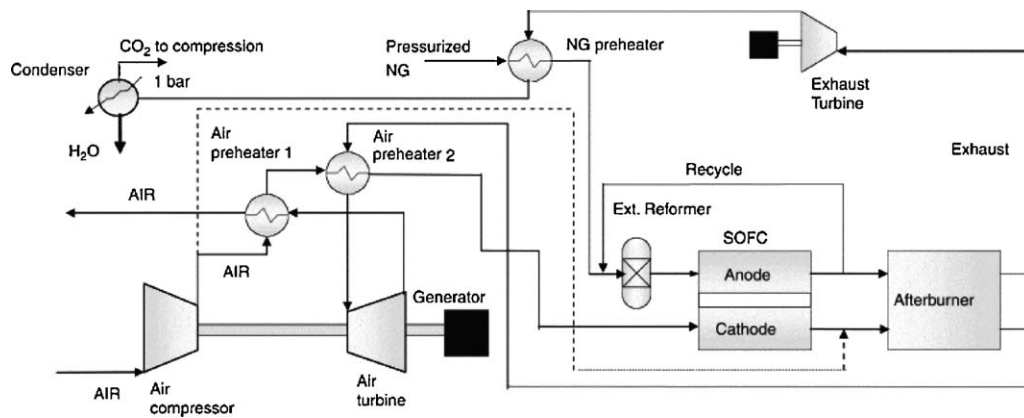 CO₂ to compression
Condenser
1 bar
H₂O
Pressurized
NG
NG preheater
Exhaust
Turbine
Air
preheater 1
Air
preheater 2
Exhaust
AIR
Recycle
Ext. Reformer
SOFC
AIR
Anode
Afterburner
Generator
Cathode
AIR
Air
compressor
Air
turbine